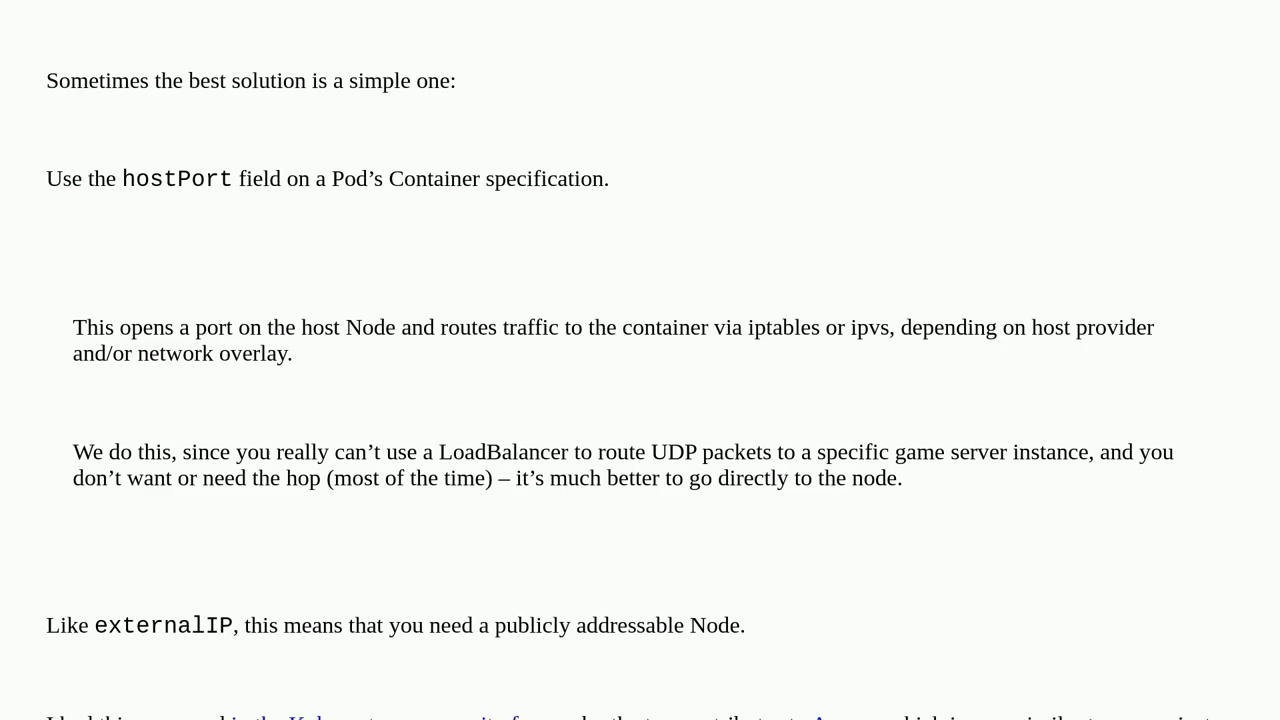 Sometimes the best solution is a simple one:
Use the hostPort field on a Pod’s Container specification.
This opens a port on the host Node and routes traffic to the container via iptables or ipvs, depending on host provider
and/or network overlay.
We do this, since you really can’t use a LoadBalancer to route UDP packets to a specific game server instance, and you
don’t want or need the hop (most of the time) – it’s much better to go directly to the node.
Like externalIP, this means that you need a publicly addressable Node.